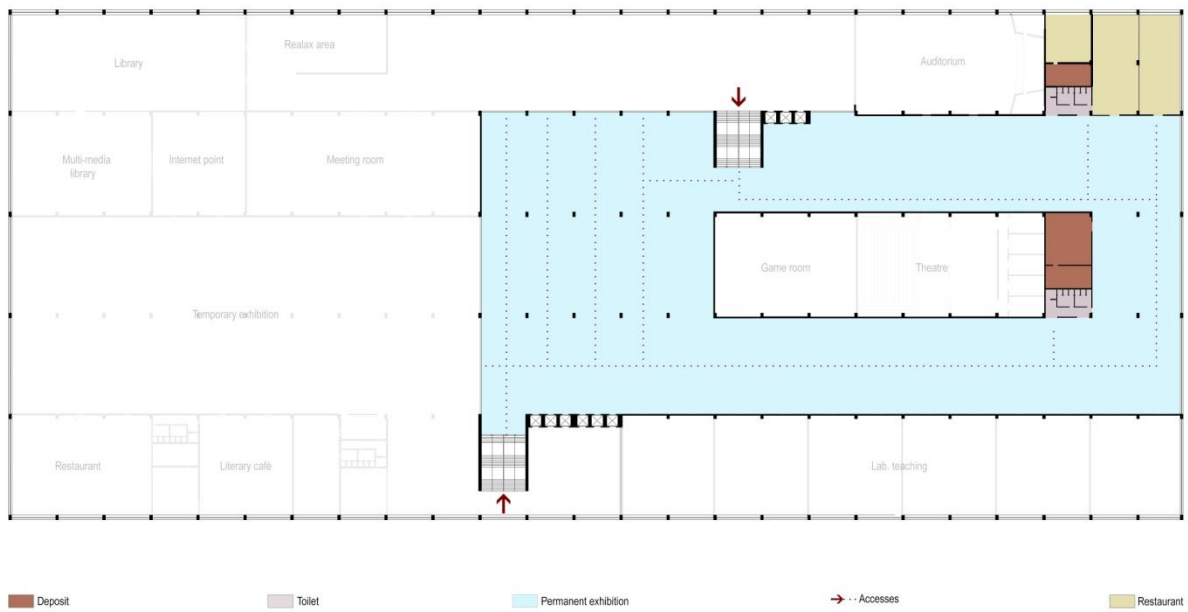 Realax area
Library
Auditorium
Multi-media
library
Internet point
Meeting room
Game room
Theatre
Temporary exhibition
Restaurant
Literary cafè
Lab. teaching
Deposit
Toilet
Permanent exhibition
Accesses
Restaurant